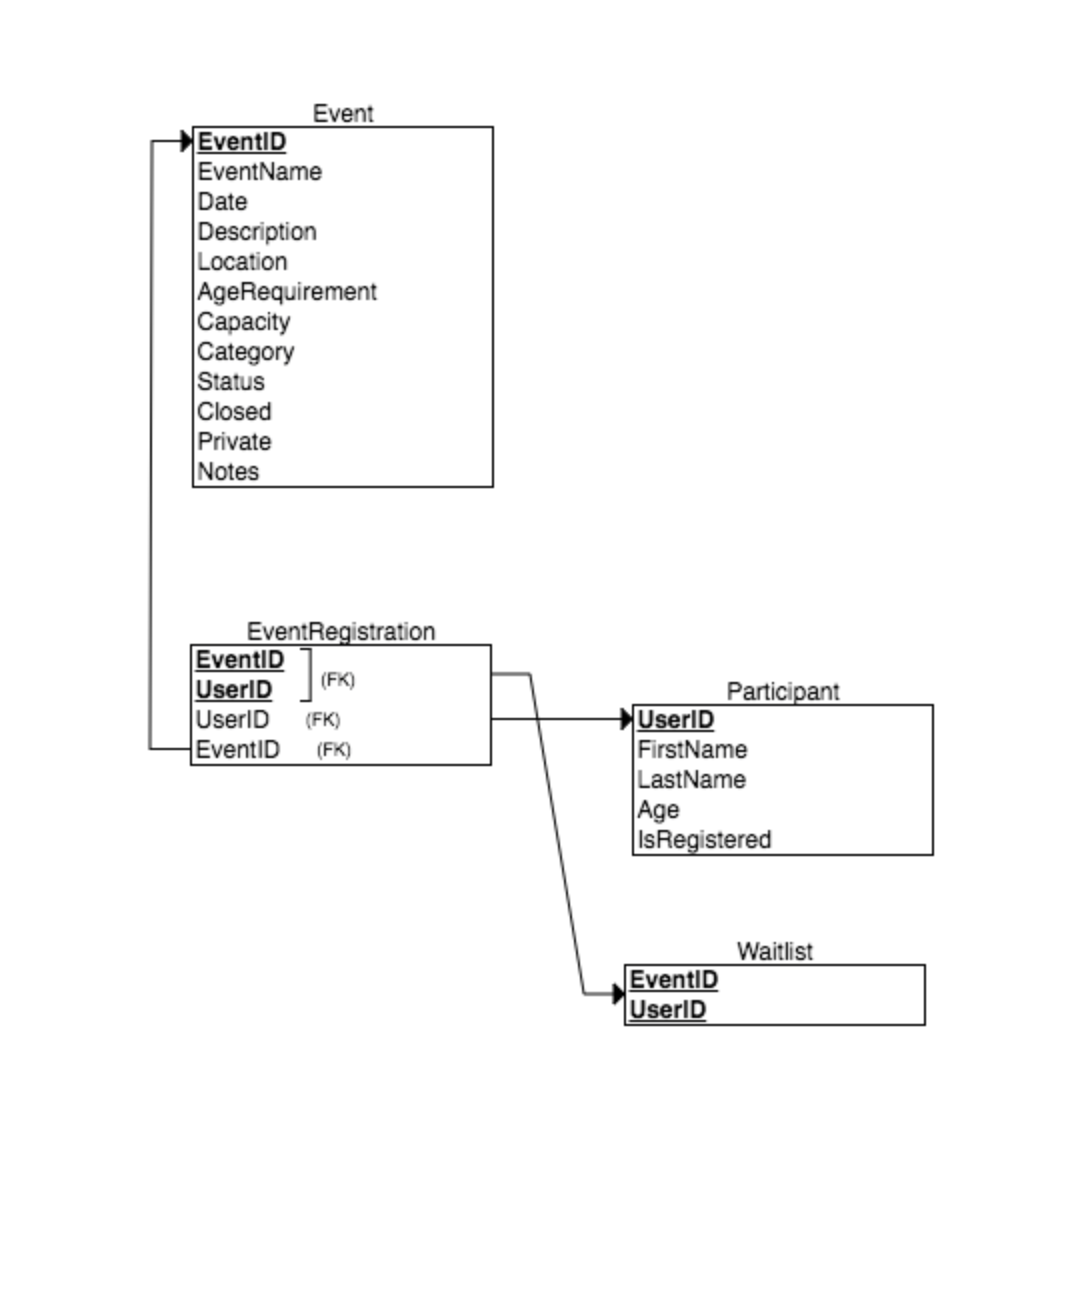 Event
EventID
EventName
Date
Description
Location
AgeRequirement
Capacity
Category
Status
Closed
Private
Notes
EventRegistration
EventID
UserID
(FK)
UserID (FK)
EventID (FK)
Participant
UserID
FirstName
LastName
Age
IsRegistered
Waitlist
EventID
UserID